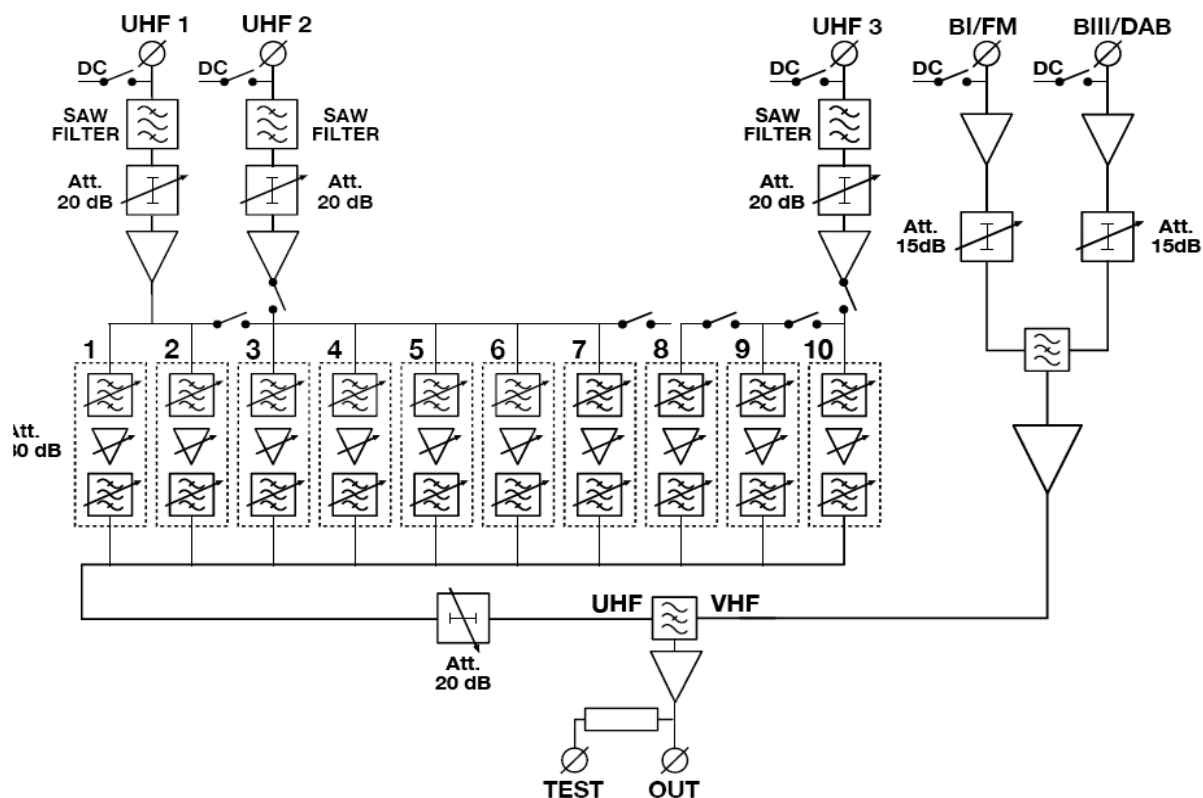 UHF 1
UHF 2
UHF 3
BI/FM
BIII/DAB
DC
DC
DC
DC
DC
SAW
FILTER
SAW
FILTER
SAW
FILTER
Att.
20 dB
Att.
20 dB
Att.
20 dB
Att.
15dB
Att.
15dB
1
2
3
4
5
6
7
8
9
10
dB
UHF
VHF
Att.
20 dB
TEST
OUT